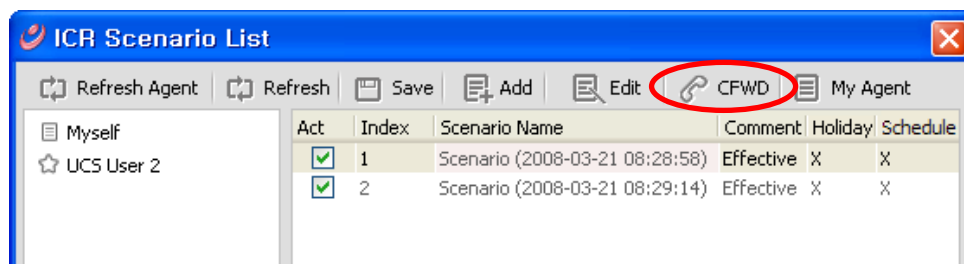 ICR Scenario List
Refresh Agent Refresh Save Add Edit CFWD My Agent
Myself
UCS User 2
Act Index Scenario Name Comment Holiday Schedule
1 Scenario (2008-03-21 08:28:58) Effective X X
2 Scenario (2008-03-21 08:29:14) Effective X X